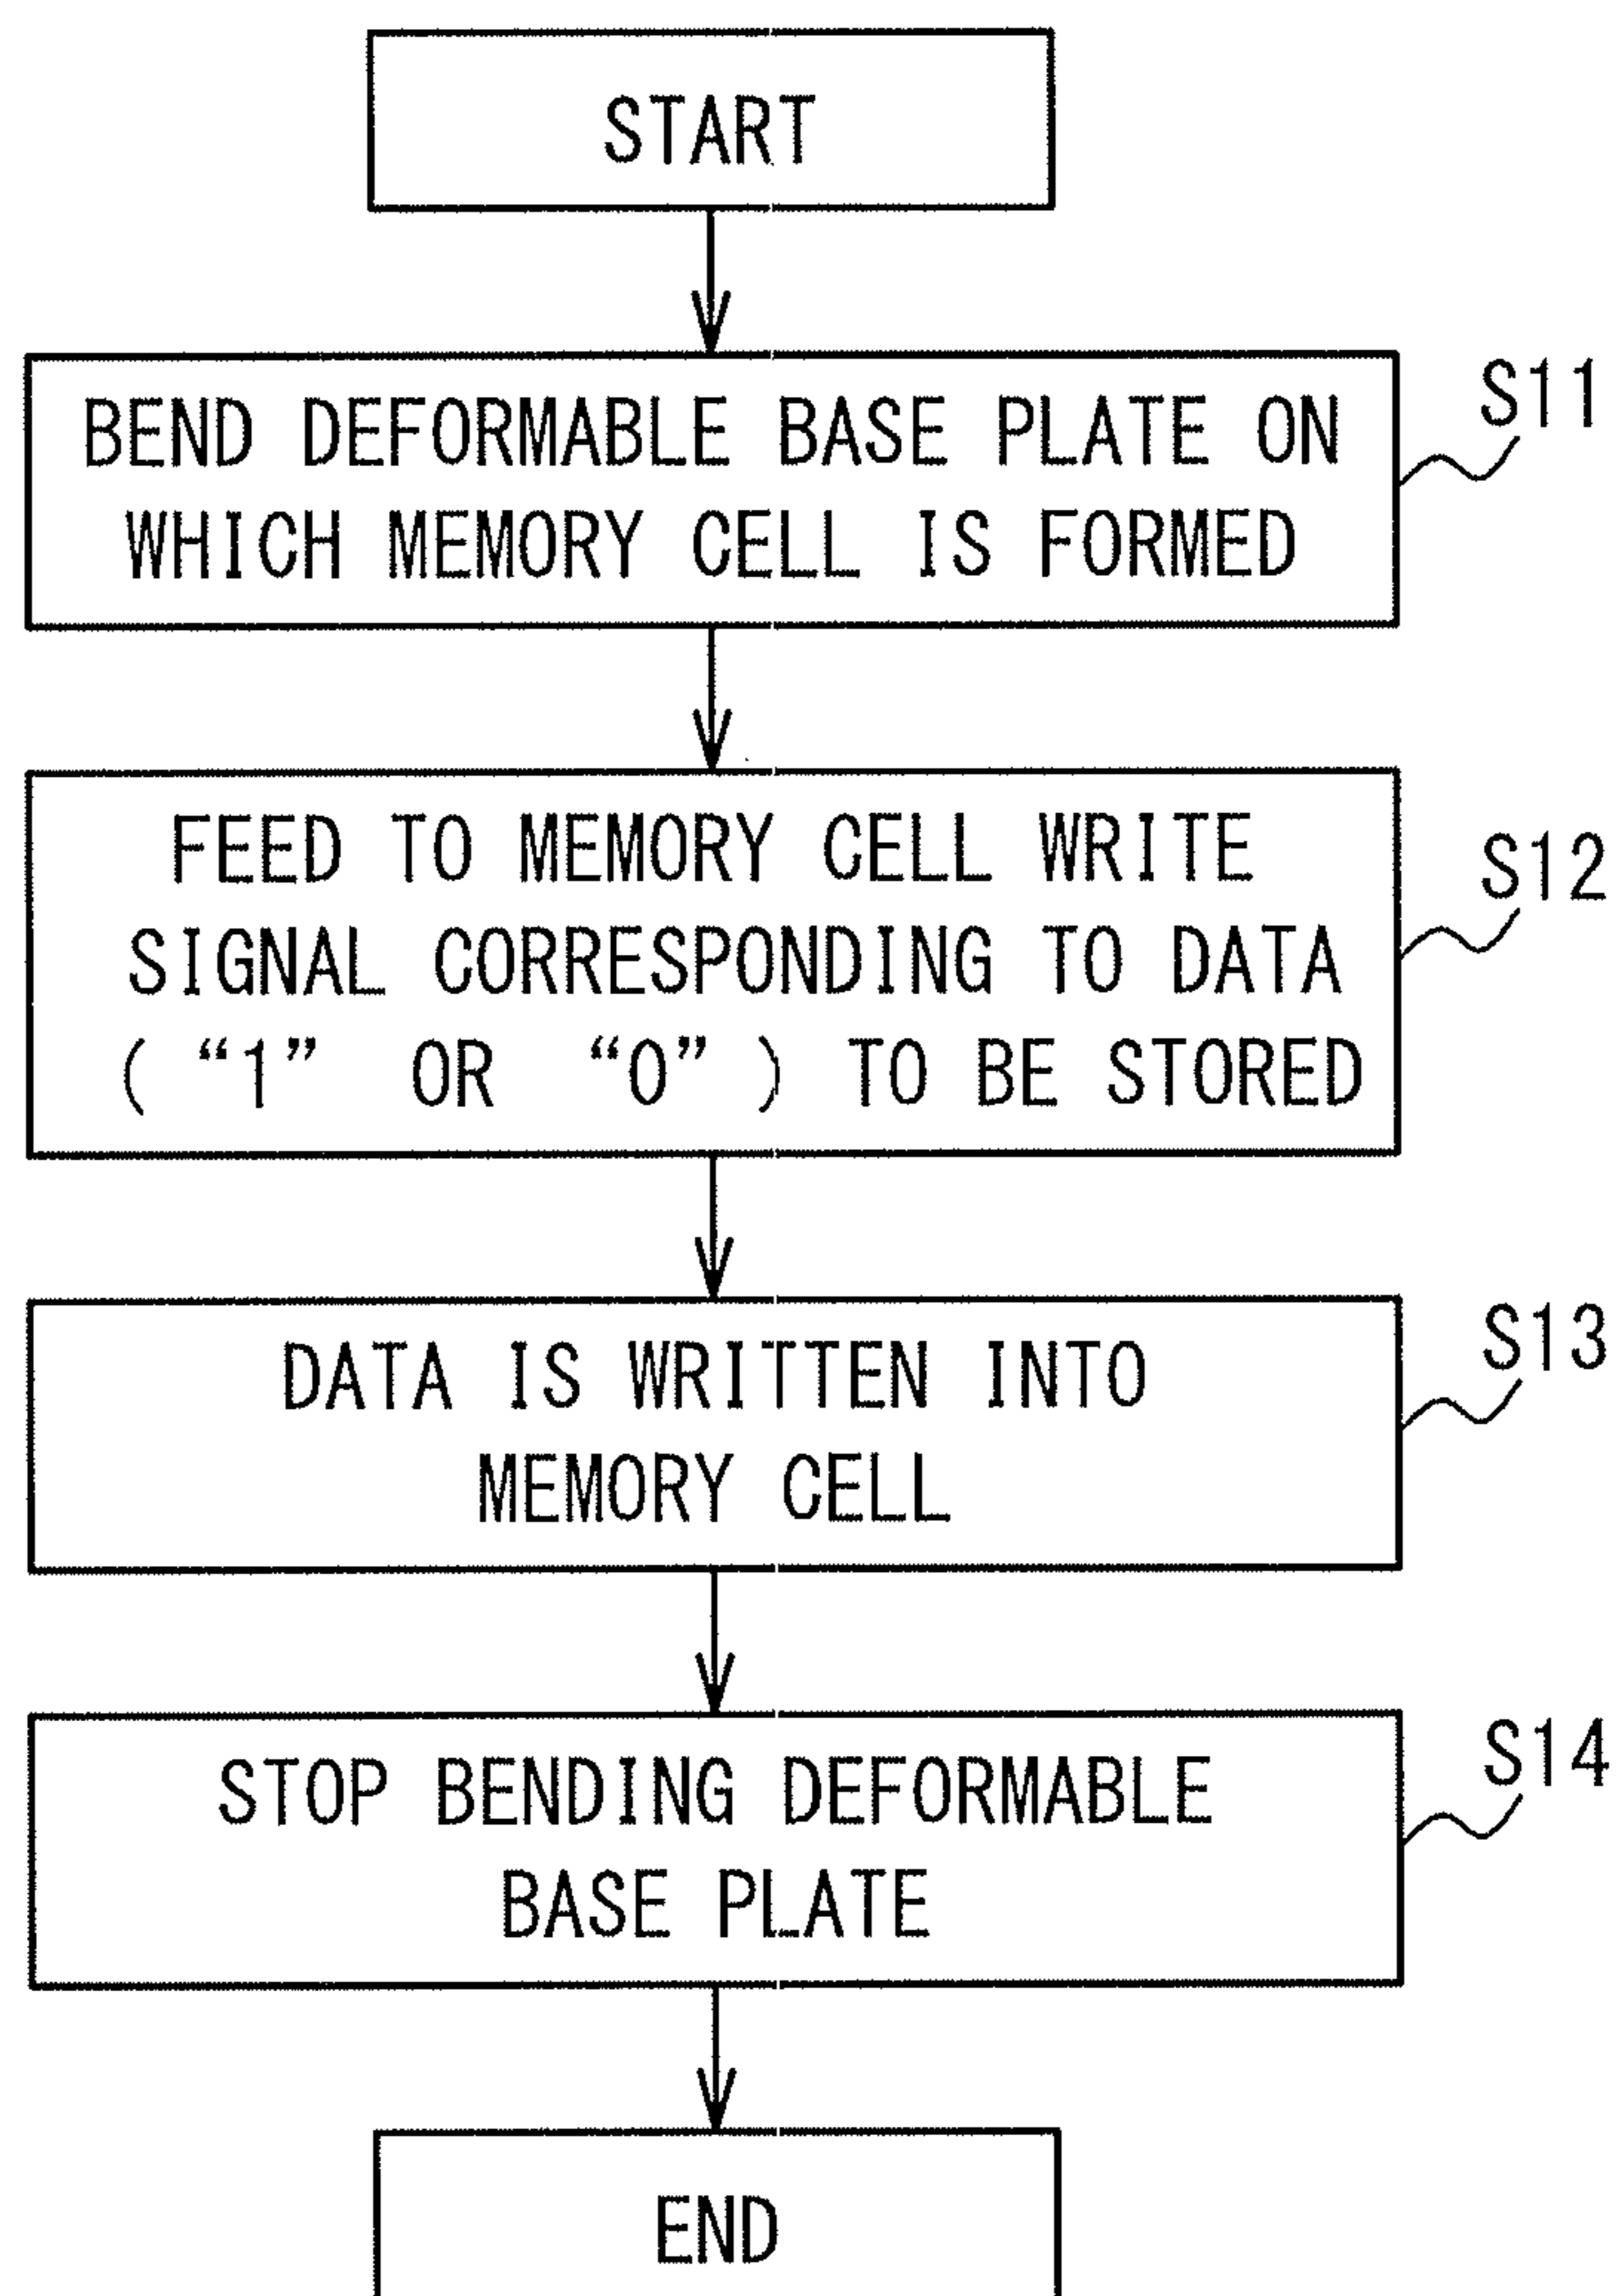 START
BEND DEFORMABLE BASE PLATE ON
WHICH MEMORY CELL IS FORMED
S11
FEED TO MEMORY CELL WRITE
SIGNAL CORRESPONDING TO DATA
( “1” OR “0” ) TO BE STORED
S12
DATA IS WRITTEN INTO
MEMORY CELL
S13
STOP BENDING DEFORMABLE
BASE PLATE
S14
END